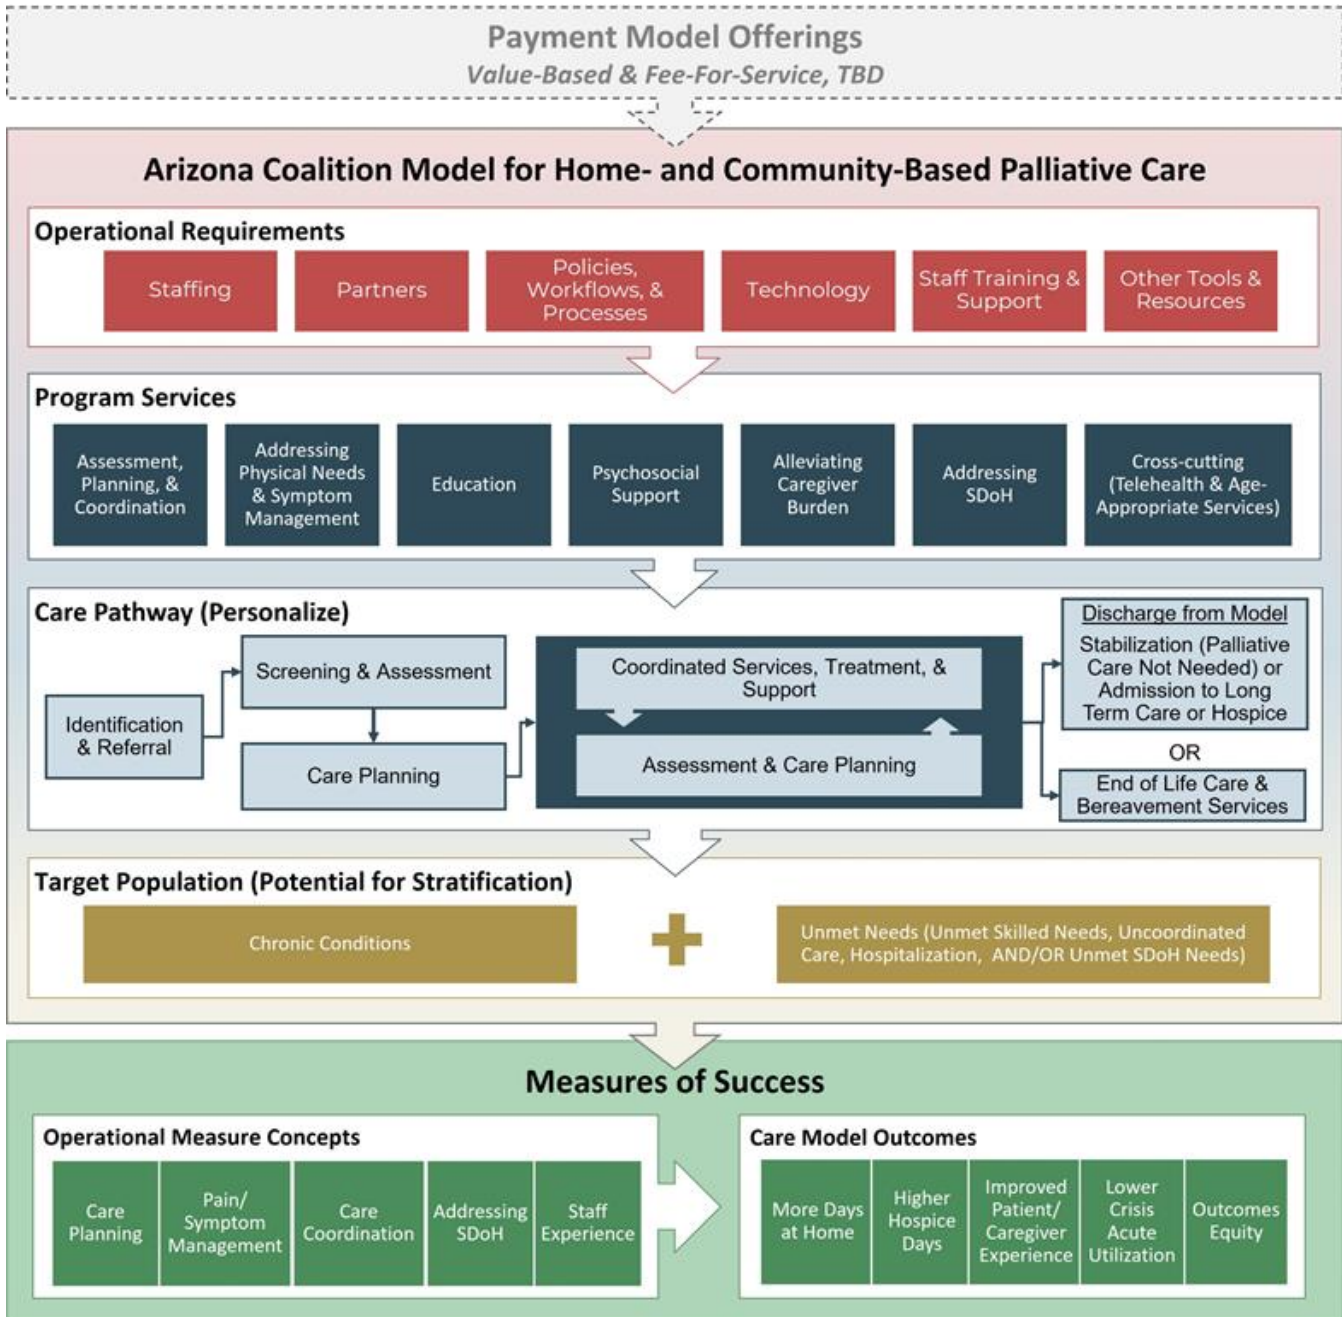 Payment Model Offerings
Value-Based & Fee-For-Service, TBD
Arizona Coalition Model for Home- and Community-Based Palliative Care
Operational Requirements
Staffing
Partners
Policies,
Workflows, &
Processes
Technology
Staff Training &
Support
Other Tools &
Resources
Program Services
Assessment,
Planning, &
Coordination
Addressing
Physical Needs
& Symptom
Management
Education
Psychosocial
Support
Alleviating
Caregiver
Burden
Addressing
SDoH
Cross-cutting
(Telehealth & Age-
Appropriate Services)
Care Pathway (Personalize)
Identification
& Referral
Screening & Assessment
Care Planning
Coordinated Services, Treatment, &
Support
Assessment & Care Planning
Discharge from Model
Stabilization (Palliative
Care Not Needed) or
Admission to Long
Term Care or Hospice
OR
End of Life Care &
Bereavement Services
Target Population (Potential for Stratification)
Chronic Conditions
Unmet Needs (Unmet Skilled Needs, Uncoordinated
Care, Hospitalization, AND/OR Unmet SDoH Needs)
Measures of Success
Operational Measure Concepts
Care
Planning
Pain/
Symptom
Management
Care
Coordination
Addressing
SDoH
Staff
Experience
Care Model Outcomes
More Days
at Home
Higher
Hospice
Days
Improved
Patient/
Caregiver
Experience
Lower
Crisis
Acute
Utilization
Outcomes
Equity